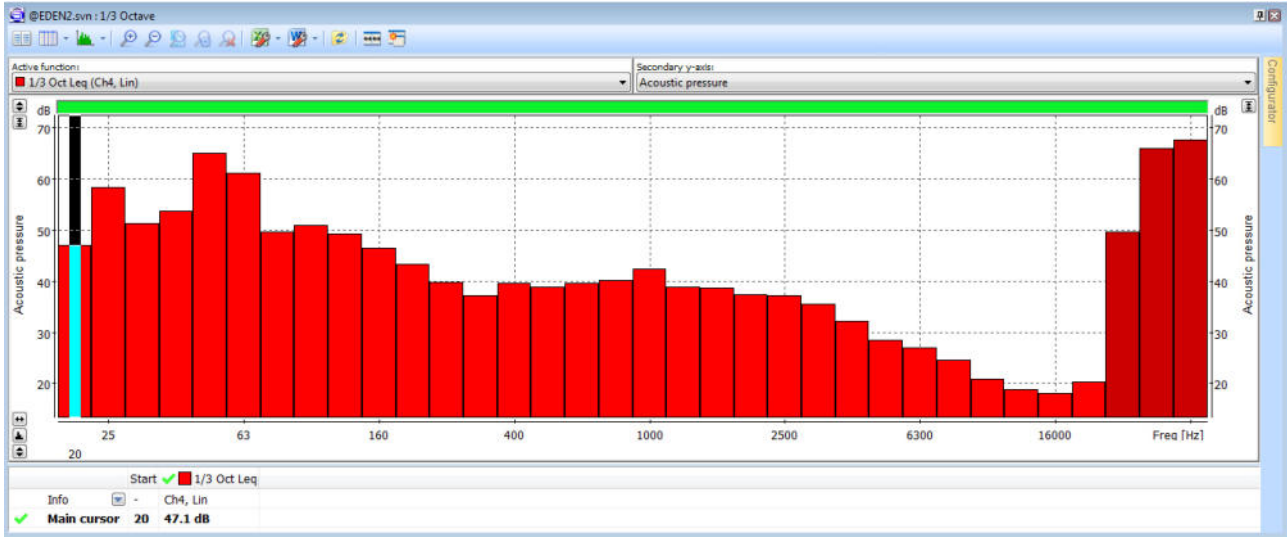 @EDEN2.svn : 1/3 Octave
Active function:
Secondary y-axis:
1/3 Oct Leq (Ch4, Lin)
Acoustic pressure
Configurator
dB
dB
70
70
60
60
50
50
40
40
30
30
20
20
Acoustic pressure
Acoustic pressure
25 63 160 400 1000 2500 6300 16000 Freq [Hz]
20
Start 1/3 Oct Leq
Info - Ch4, Lin
Main cursor 20 47.1 dB